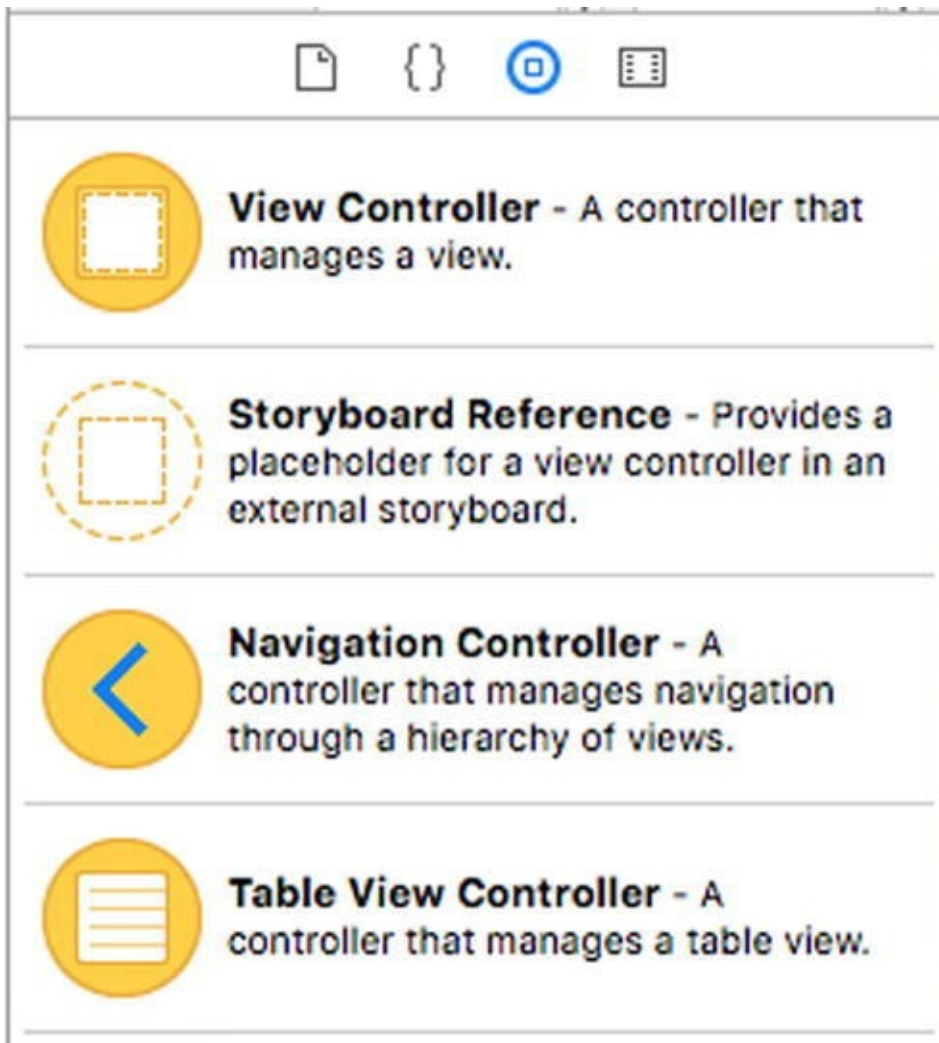 View Controller - A controller that
manages a view.
Storyboard Reference - Provides a
placeholder for a view controller in an
external storyboard.
Navigation Controller - A
controller that manages navigation
through a hierarchy of views.
Table View Controller - A
controller that manages a table view.